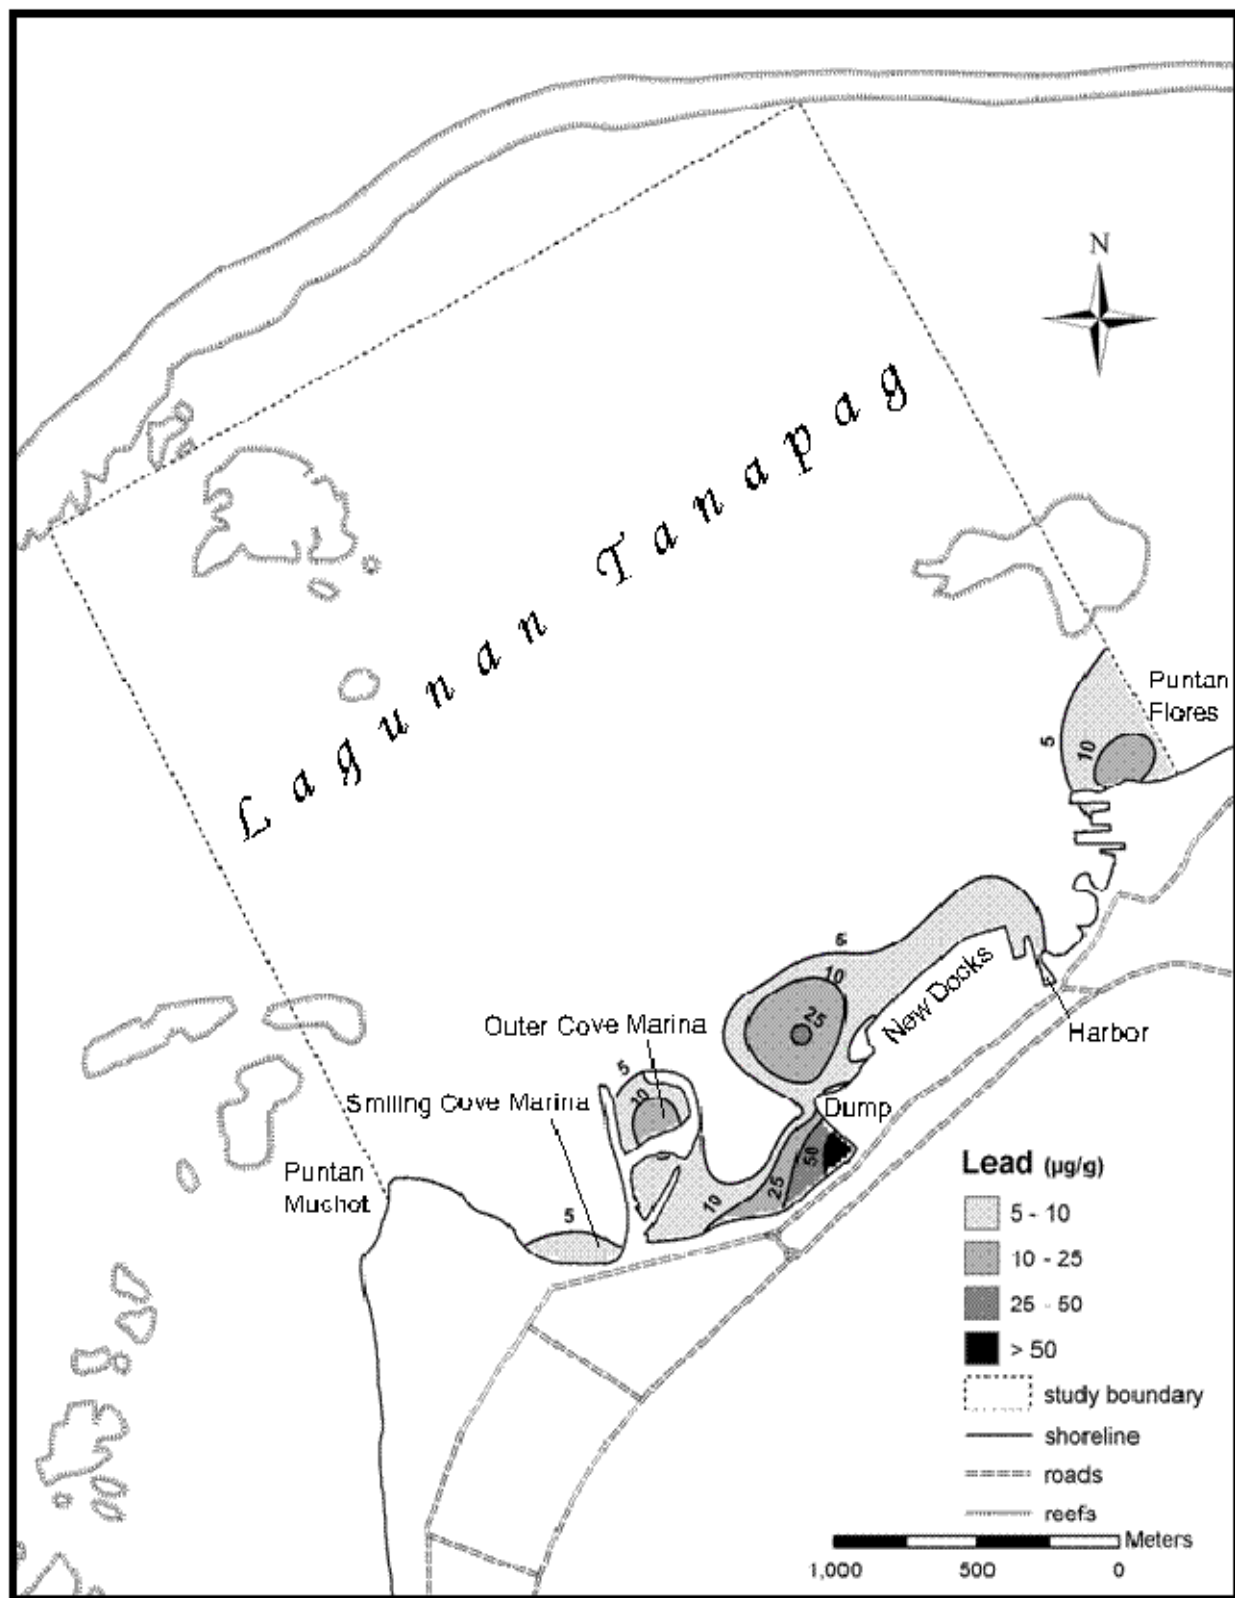 N
Lagunan Tanapag
Puntan
Flores
5
10
5
10
25
New Docks
Harbor
Outer Cove Marina
5
10
Smiling Cove Marina
Dump
50
25
10
5
Puntan
Muchot
Lead (µg/g)
5 - 10
10 - 25
25 - 50
> 50
study boundary
shoreline
roads
reefs
Meters
1,000 500 0